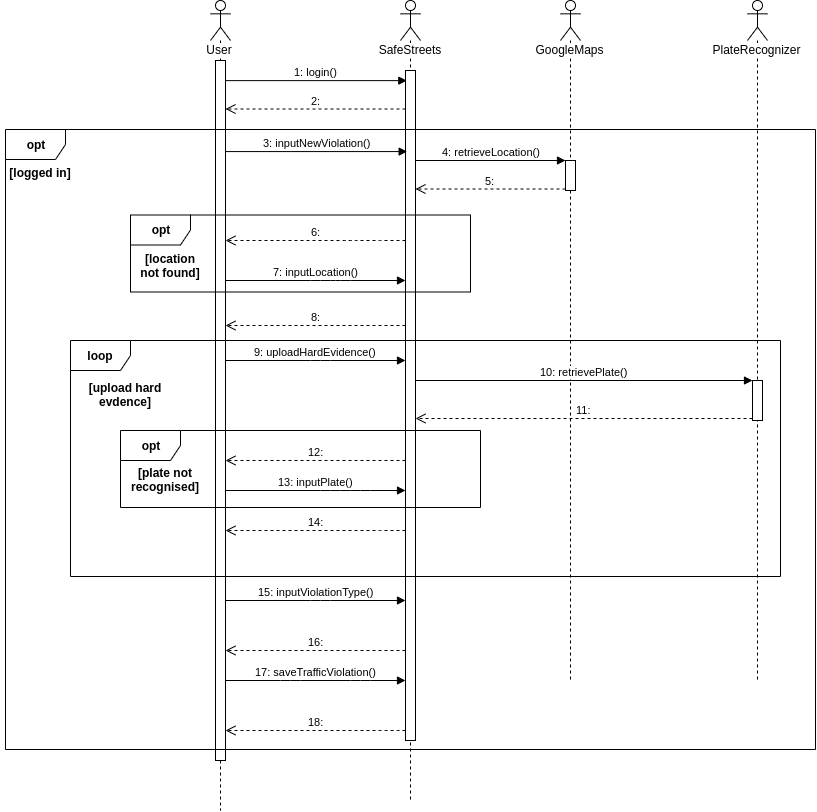 User
SafeStreets
GoogleMaps
PlateRecognizer
1: login()
2:
opt
[logged in]
3: inputNewViolation()
4: retrieveLocation()
5:
opt
[location
not found]
6:
7: inputLocation()
8:
loop
[upload hard
evdence]
9: uploadHardEvidence()
10: retrievePlate()
11:
opt
[plate not
recognised]
12:
13: inputPlate()
14:
15: inputViolationType()
16:
17: saveTrafficViolation()
18: